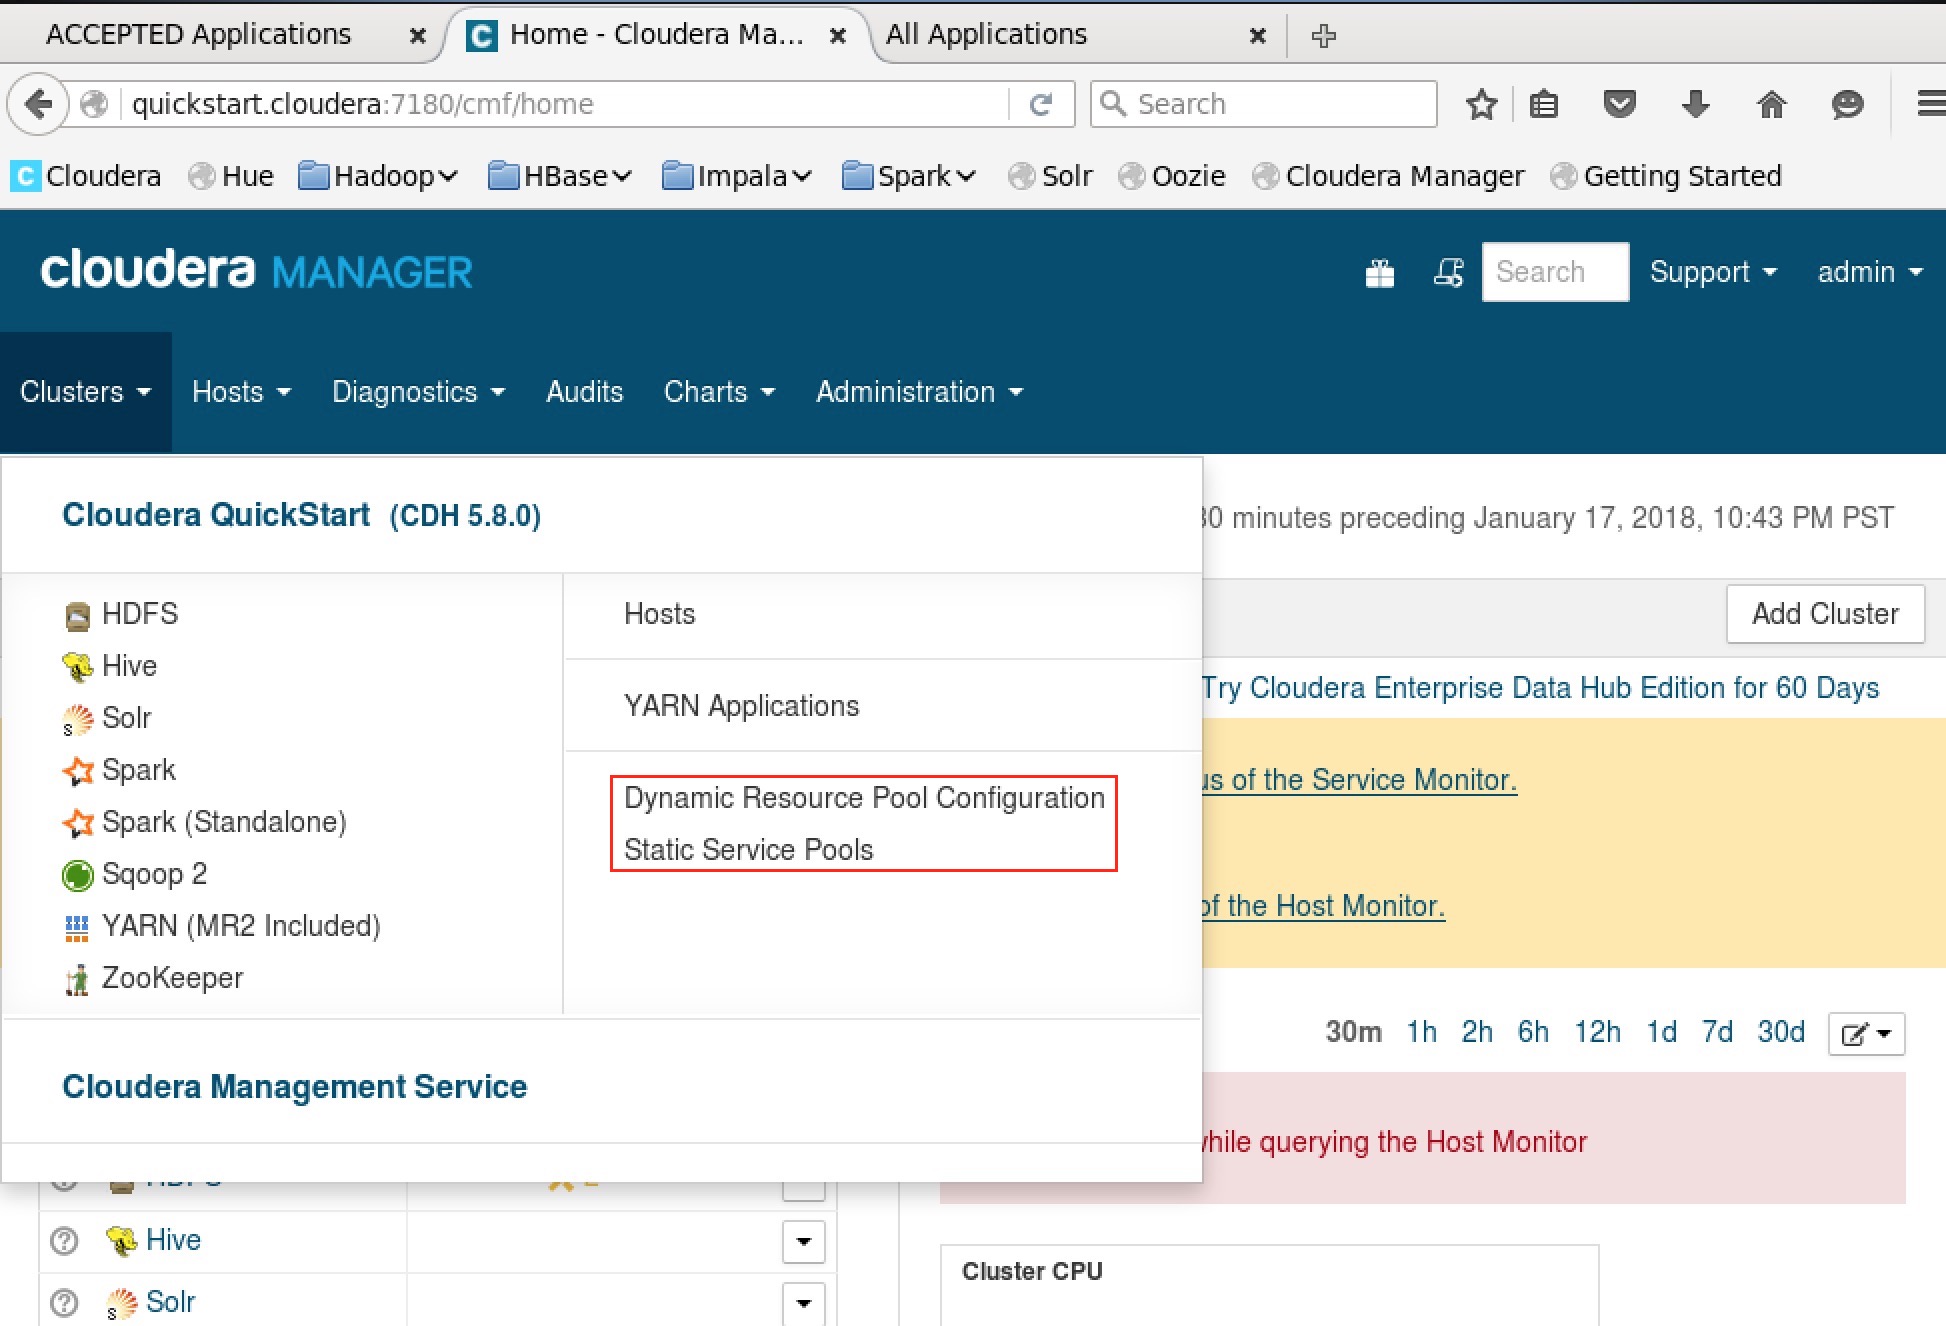 ACCEPTED Applications
Home - Cloudera Ma...
All Applications
quickstart.cloudera:7180/cmf/home
Search
Cloudera Hue Hadoop HBase Impala Spark Solr Oozie Cloudera Manager Getting Started
cloudera MANAGER
Search Support admin
Clusters Hosts Diagnostics Audits Charts Administration
Cloudera QuickStart (CDH 5.8.0)
30 minutes preceding January 17, 2018, 10:43 PM PST
HDFS
Hive
Solr
Spark
Spark (Standalone)
Sqoop 2
YARN (MR2 Included)
ZooKeeper
Hosts
YARN Applications
Dynamic Resource Pool Configuration
Static Service Pools
Add Cluster
Try Cloudera Enterprise Data Hub Edition for 60 Days
of the Service Monitor.
of the Host Monitor.
30m 1h 2h 6h 12h 1d 7d 30d
Cloudera Management Service
while querying the Host Monitor
HDFS
Hive
Solr
Cluster CPU